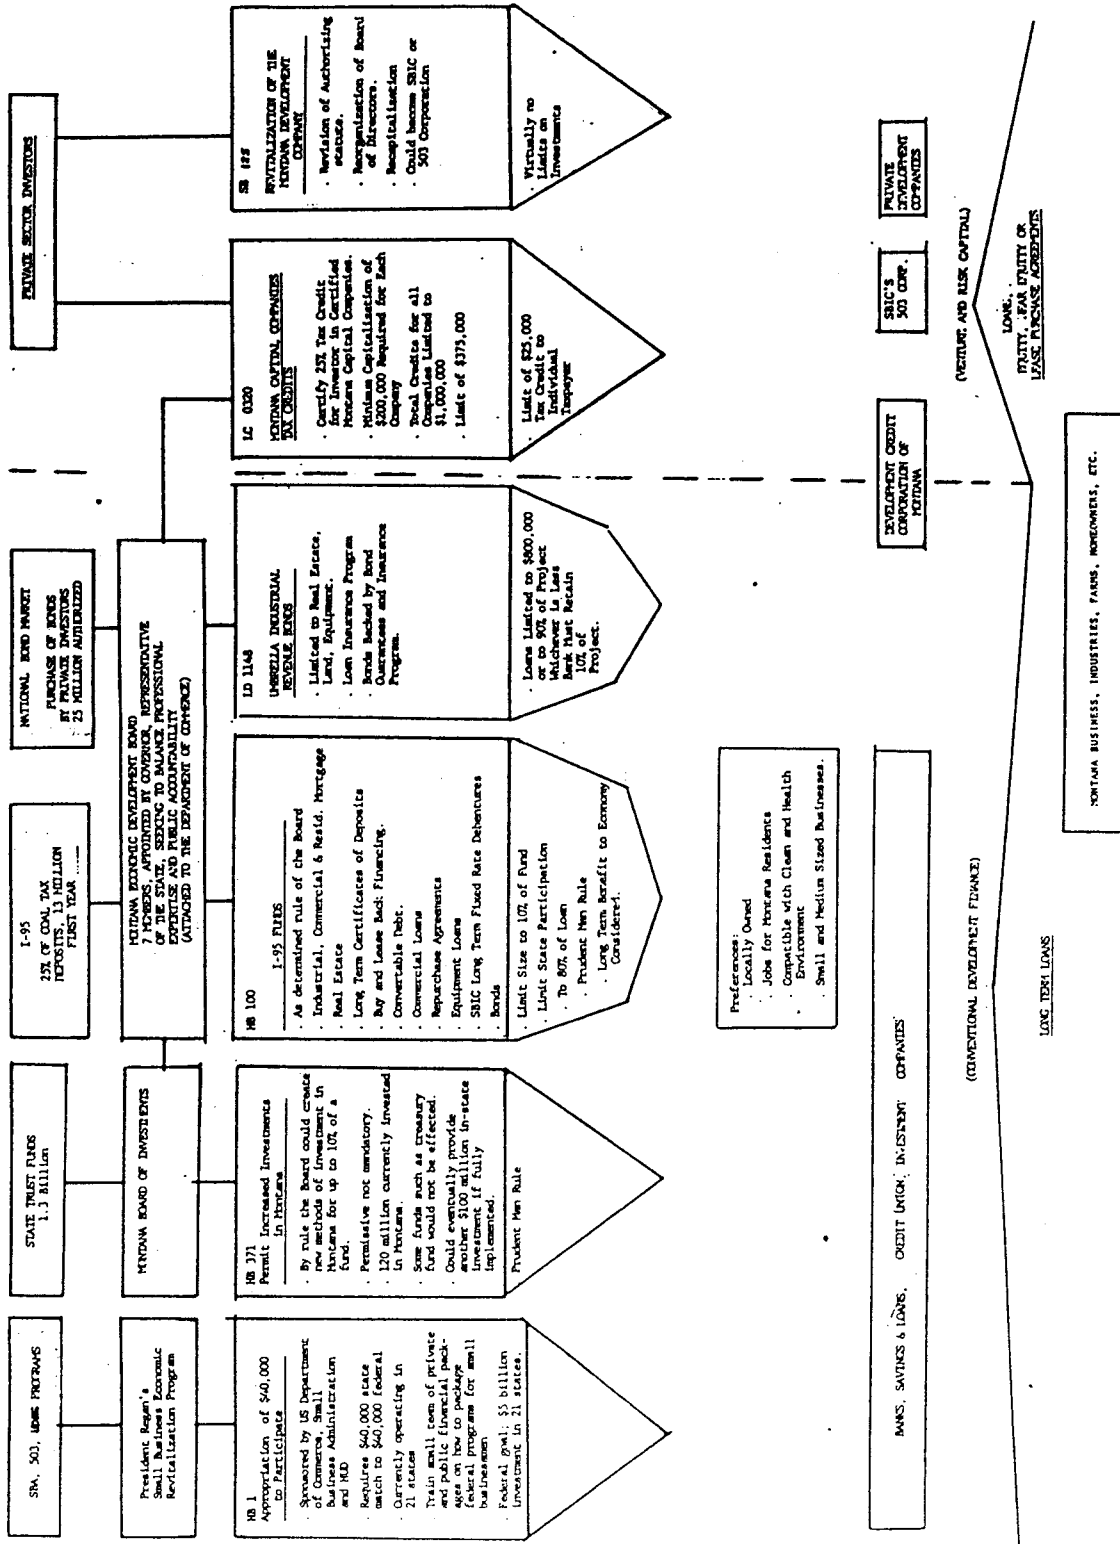 SBA, 503, UDAG PROGRAMS
President Regan's
Small Business Economic
Revitalization Program
HB 1
Appropriation of $40,000
to Participate
. Sponsored by US Department
of Commerce, Small
Business Administration
and HUD
. Requires $40,000 state
match to $40,000 federal
. Currently operating in
21 states
. Train small team of private
and public financial pack-
ages on how to package
federal programs for small
businessmen
. Federal goal; $5 billion
investment in 21 states.
STATE TRUST FUNDS
1.3 Billion
MONTANA BOARD OF INVESTMENTS
HB 371
Permit Increased Investments
in Montana
. By rule the Board could create
new methods of investment in
Montana for up to 10% of a
fund.
. Permissive not mandatory.
. 120 million currently invested
in Montana.
. Some funds such as treasury
fund would not be effected.
. Could eventually provide
another $100 million in-state
investment if fully
implemented.
Prudent Man Rule
I-95
25% OF COAL TAX
DEPOSITS, 13 MILLION
FIRST YEAR
NATIONAL BOND MARKET
PURCHASE OF BONDS
BY PRIVATE INVESTORS
25 MILLION AUTHORIZED
MONTANA ECONOMIC DEVELOPMENT BOARD
7 MEMBERS, APPOINTED BY GOVERNOR, REPRESENTATIVE
OF THE STATE, SEEKING TO BALANCE PROFESSIONAL
EXPERTISE AND PUBLIC ACCOUNTABILITY
(ATTACHED TO THE DEPARTMENT OF COMMERCE)
HB 100
I-95 FUNDS
. As determined rule of the Board
. Industrial, Commercial & Resid. Mortgage
. Real Estate
. Long Term Certificates of Deposits
. Buy and Lease Back Financing.
. Convertable Debt.
. Commercial Loans
. Repurchase Agreements
. Equipment Loans
. SBIC Long Term Fixed Rate Debentures
. Bonds
. Limit Size to 10% of Fund
. Limit State Participation
. To 80% of Loan
. Prudent Man Rule
. Long Term Benefit to Economy
Considered.
LD 1148
UMBRELLA INDUSTRIAL
REVENUE BONDS
. Limited to Real Estate,
Land, Equipment.
. Loan Insurance Program
. Bonds Backed by Bond
Guarantees and Insurance
Program.
. Loans Limited to $800,000
or to 90% of Project
Whichever is Less
Bank Must Retain
10% of
Project.
PRIVATE SECTOR INVESTORS
LC 0320
MONTANA CAPITAL COMPANIES
TAX CREDITS
. Certify 25% Tax Credit
for Investor in Certified
Montana Capital Companies.
. Minimum Capitalization of
$200,000 Required for Each
Company
. Total Credits for all
Companies Limited to
$1,000,000
. Limit of $375,000
. Limit of $25,000
Tax Credit to
Individual
Taxpayer
SB 125
REVITALIZATION OF THE
MONTANA DEVELOPMENT
COMPANY
. Revision of Authorizing
statute.
. Reorganization of Board
of Directors.
. Recapitalisation
. Could become SBIC or
503 Corporation
. Virtually no
Limits on
Investments
Preferences:
. Locally Owned
. Jobs for Montana Residents
. Compatible with Clean and Health
Environment
. Small and Medium Sized Businesses.
BANKS, SAVINGS & LOANS, CREDIT UNION, INVESTMENT COMPANIES
DEVELOPMENT CREDIT
CORPORATION OF
MONTANA
SBIC'S
503 CORP.
PRIVATE
DEVELOPMENT
COMPANIES
(CONVENTIONAL DEVELOPMENT FINANCE)
(VENTURE AND RISK CAPITAL)
LONG TERM LOANS
LOANS,
EQUITY, NEAR EQUITY OR
LEASE PURCHASE AGREEMENTS
MONTANA BUSINESS, INDUSTRIES, FARMS, HOMEOWNERS, ETC.